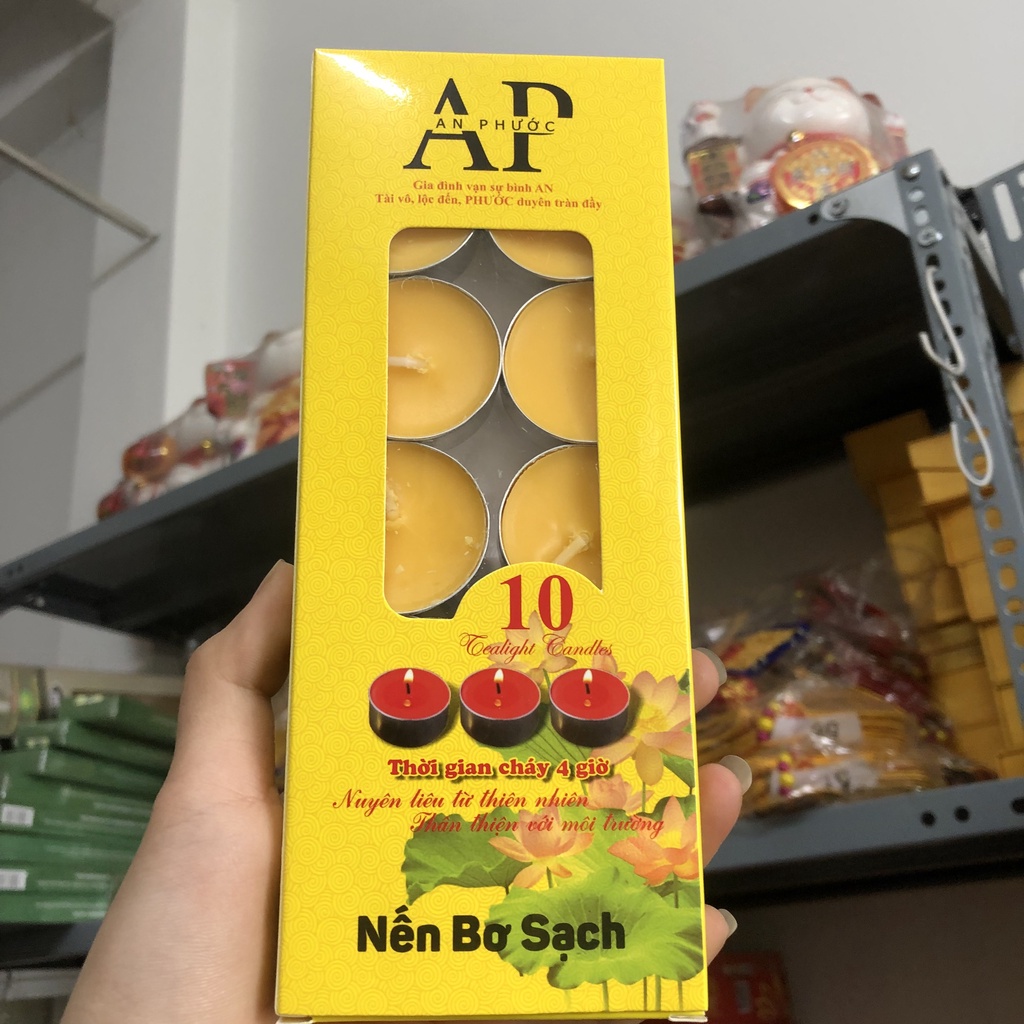 AP
AN PHƯỚC
Gia đình vạn sự bình AN
Tài vô, lộc đến, PHƯỚC duyên tràn đầy
10
Tealight Candles
Thời gian cháy 4 giờ
Nuyên liêu từ thiên nhiên
Thân thiện với môi trường
Nến Bơ Sạch